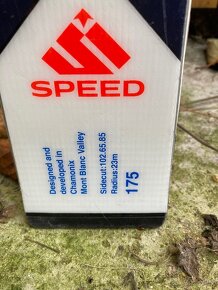 SPEED
Designed and
developed in
Chamonix
Mont Blanc Valley
Sidecut:102.65.85
Radius:23m
175